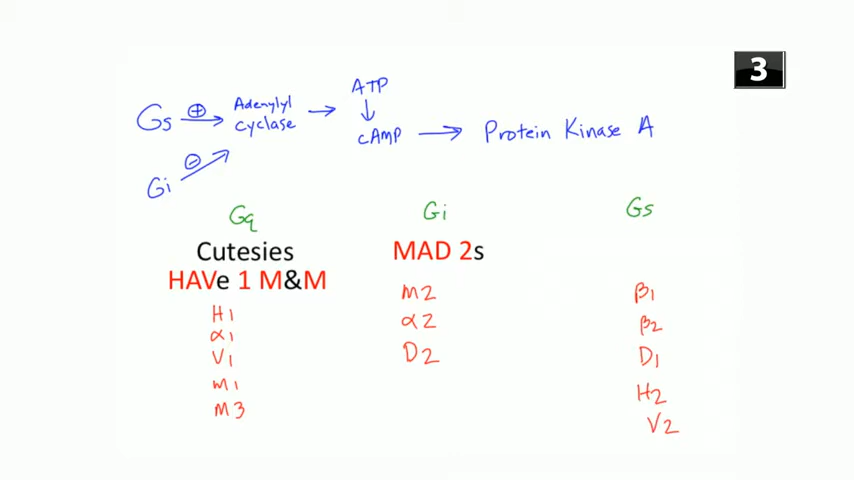 3
Gs ⊕ Adenylyl cyclase → ATP ↓ cAMP → Protein Kinase A
Gi ⊖
Gq
Cutesies
HAVe 1 M&M
H1
α1
V1
M1
M3
Gi
MAD 2s
M2
α2
D2
Gs
β1
β2
D1
H2
V2